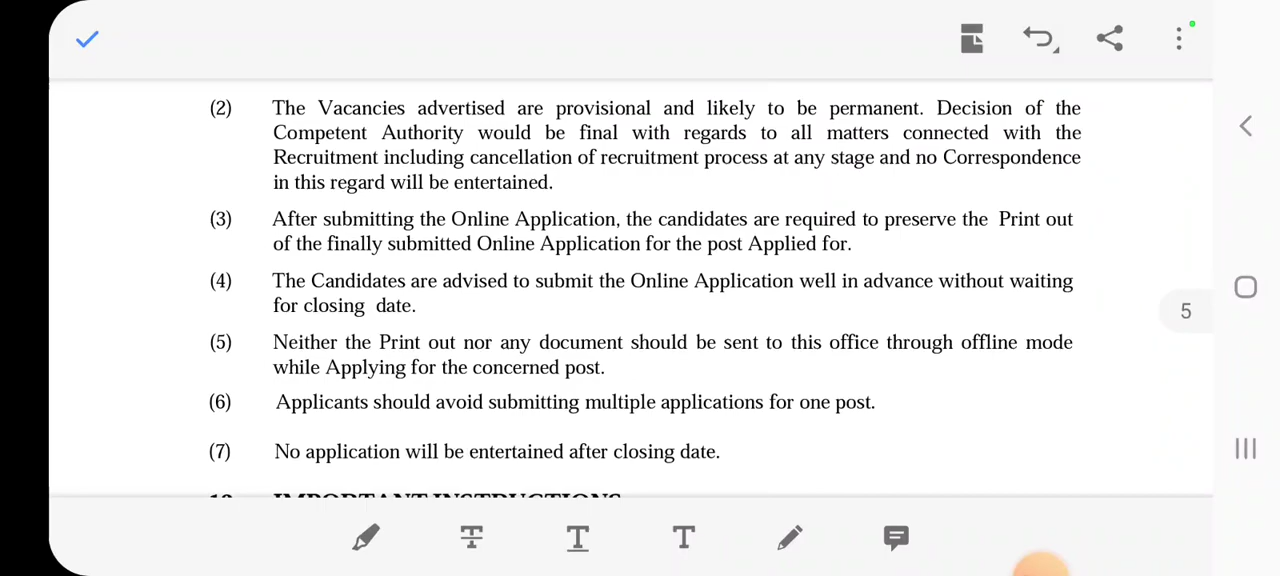 (2) The Vacancies advertised are provisional and likely to be permanent. Decision of the
Competent Authority would be final with regards to all matters connected with the
Recruitment including cancellation of recruitment process at any stage and no Correspondence
in this regard will be entertained.
(3) After submitting the Online Application, the candidates are required to preserve the Print out
of the finally submitted Online Application for the post Applied for.
(4) The Candidates are advised to submit the Online Application well in advance without waiting
for closing date.
5
(5) Neither the Print out nor any document should be sent to this office through offline mode
while Applying for the concerned post.
(6) Applicants should avoid submitting multiple applications for one post.
(7) No application will be entertained after closing date.
IMPORTANT INSTRUCTIONS